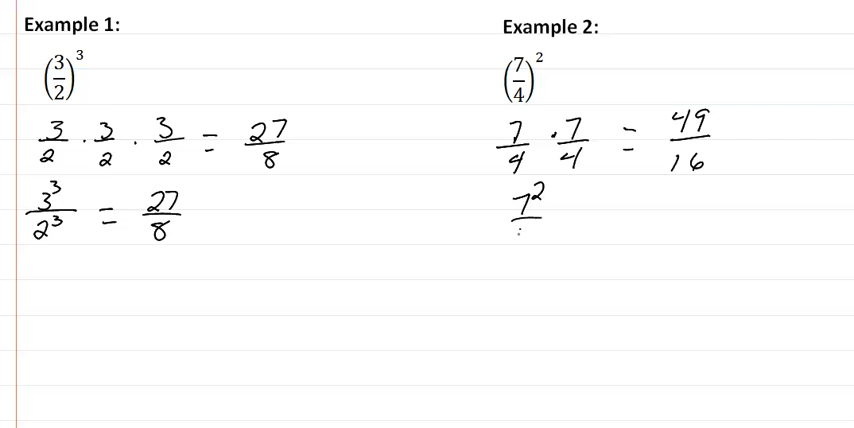 Example 1:
(3/2)^3
3/2 · 3/2 · 3/2 = 27/8
3^3/2^3 = 27/8
Example 2:
(7/4)^2
7/4 · 7/4 = 49/16
7^2/